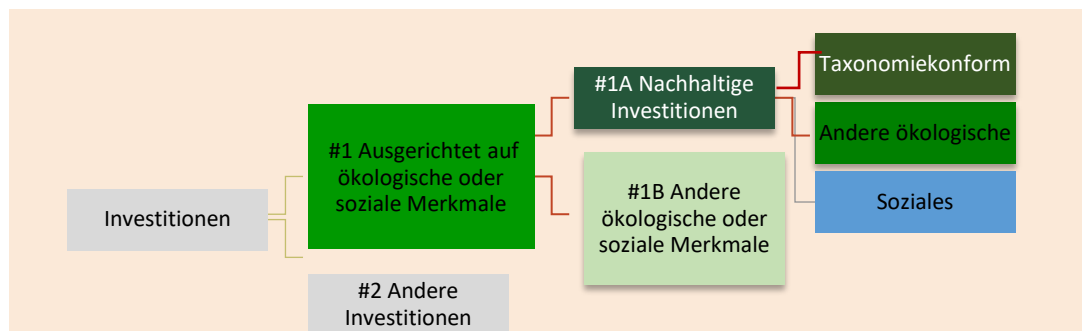 Investitionen
#1 Ausgerichtet auf
ökologische oder
soziale Merkmale
#2 Andere
Investitionen
#1A Nachhaltige
Investitionen
#1B Andere
ökologische oder
soziale Merkmale
Taxonomiekonform
Andere ökologische
Soziales